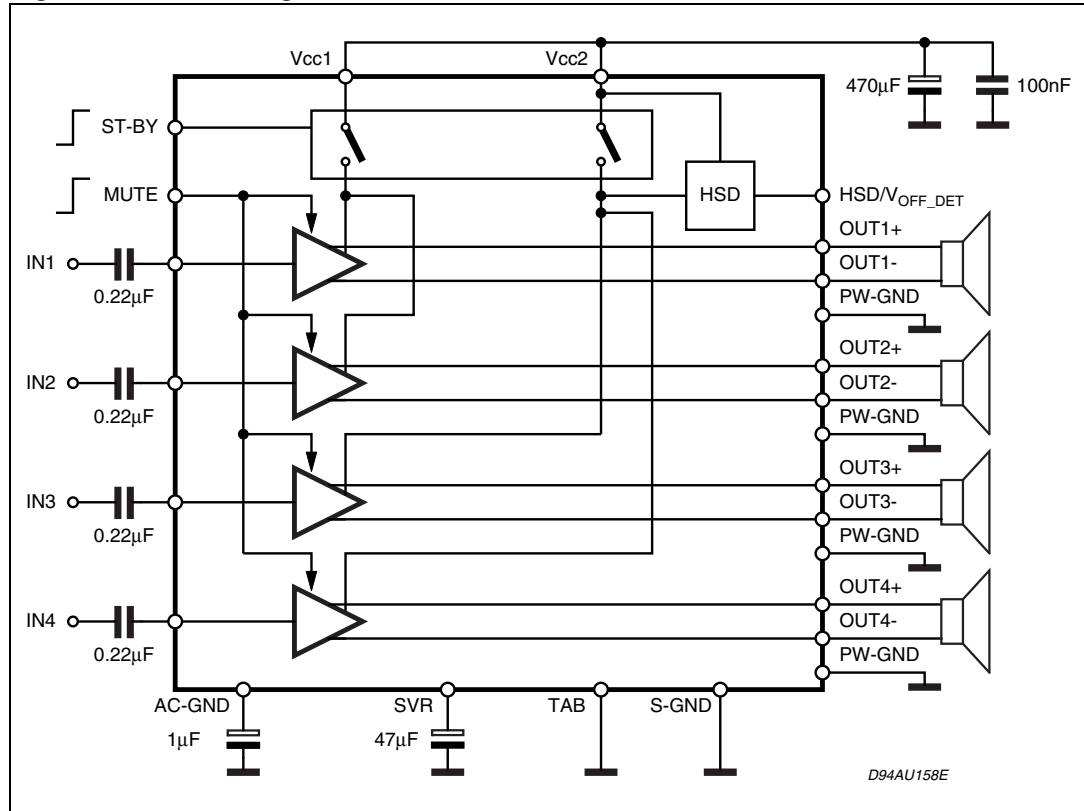 Vcc1
Vcc2
470μF
100nF
ST-BY
MUTE
HSD
HSD/VOFF_DET
OUT1+
IN1
OUT1-
0.22μF
PW-GND
OUT2+
IN2
OUT2-
0.22μF
PW-GND
OUT3+
IN3
OUT3-
0.22μF
PW-GND
OUT4+
IN4
OUT4-
0.22μF
PW-GND
AC-GND
SVR
TAB
S-GND
1μF
47μF
D94AU158E